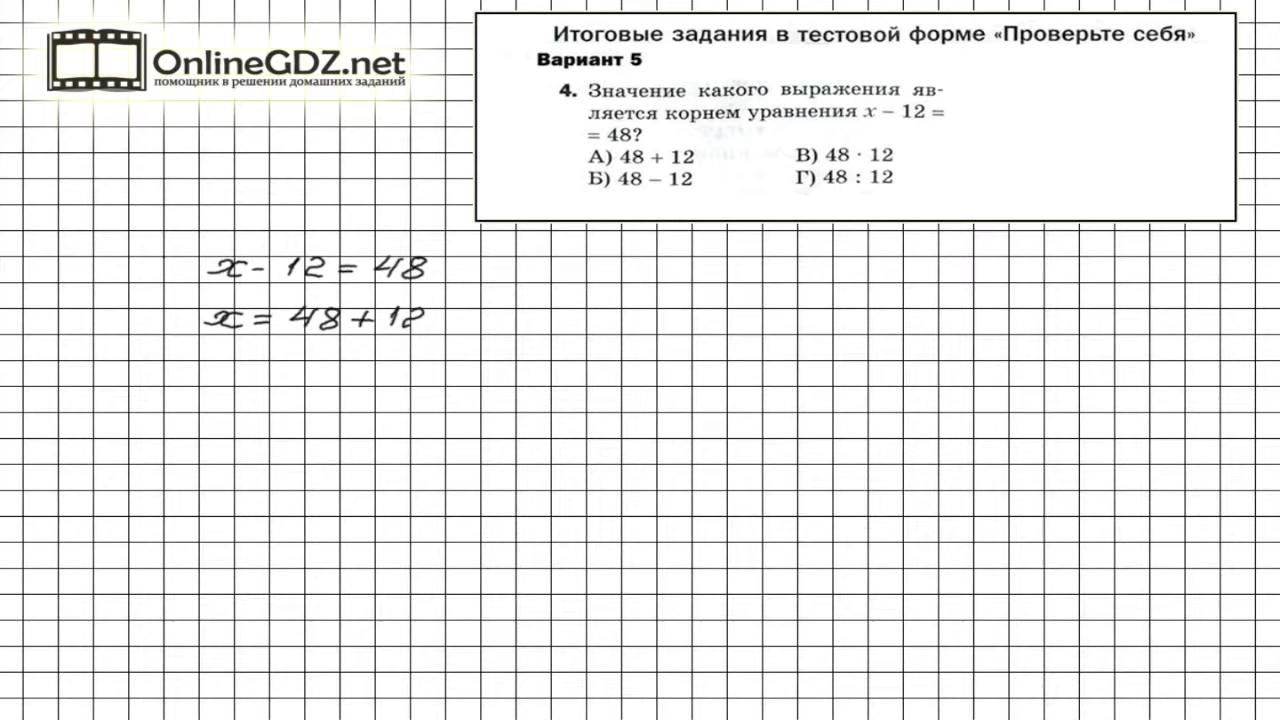 OnlineGDZ.net
помощник в решении домашних заданий
Итоговые задания в тестовой форме «Проверьте себя»
Вариант 5
4. Значение какого выражения яв-
ляется корнем уравнения x – 12 =
= 48?
А) 48 + 12 В) 48 · 12
Б) 48 – 12 Г) 48 : 12
x - 12 = 48
x = 48 + 12